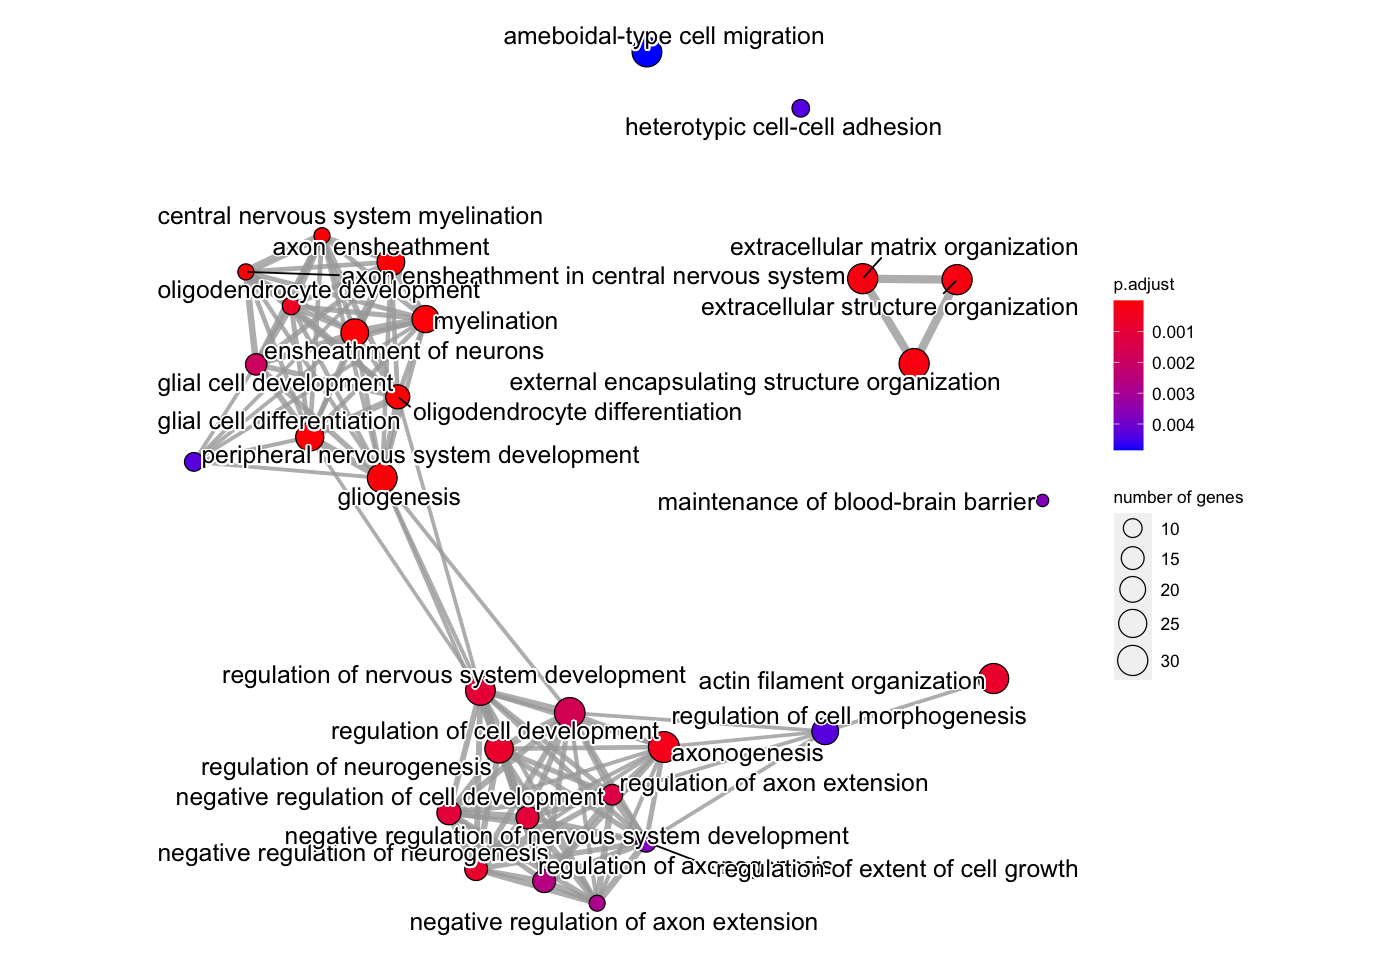 ameboidal-type cell migration
heterotypic cell-cell adhesion
central nervous system myelination
axon ensheathment
extracellular matrix organization
axon ensheathment in central nervous system
oligodendrocyte development
extracellular structure organization
myelination
ensheathment of neurons
glial cell development
external encapsulating structure organization
oligodendrocyte differentiation
glial cell differentiation
peripheral nervous system development
gliogenesis
maintenance of blood-brain barrier
regulation of nervous system development
actin filament organization
regulation of cell morphogenesis
regulation of cell development
axonogenesis
regulation of neurogenesis
regulation of axon extension
negative regulation of cell development
negative regulation of nervous system development
negative regulation of neurogenesis
regulation of axonogenesis
regulation of extent of cell growth
negative regulation of axon extension
p.adjust
0.001
0.002
0.003
0.004
number of genes
10
15
20
25
30